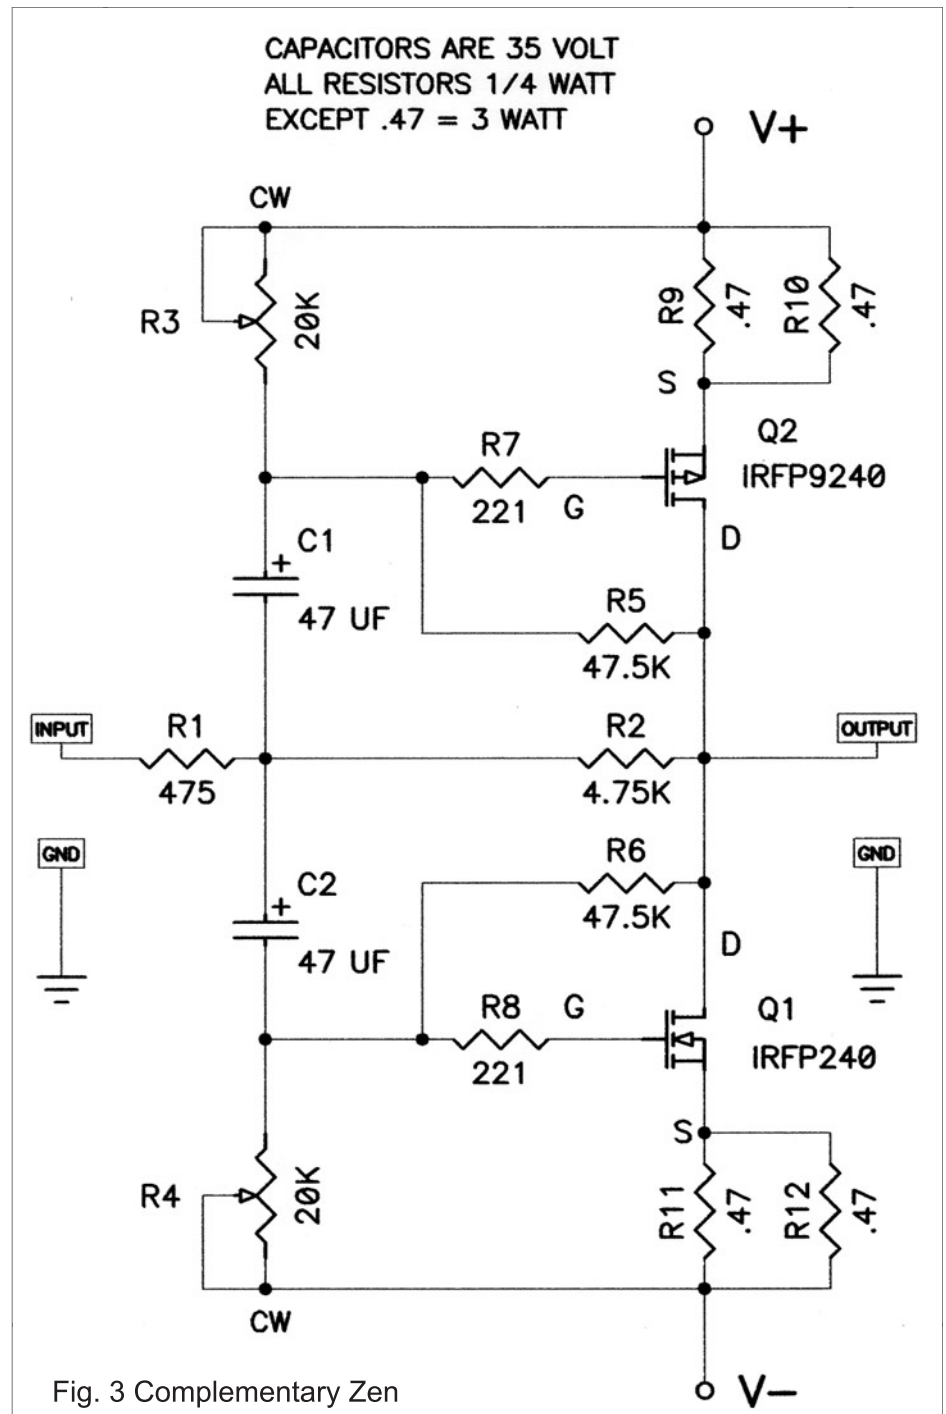 CAPACITORS ARE 35 VOLT
ALL RESISTORS 1/4 WATT
EXCEPT .47 = 3 WATT
V+
CW
R3
20K
R9
.47
R10
.47
S
Q2
IRFP9240
R7
221
G
D
C1
+
47 UF
R5
47.5K
INPUT
R1
475
R2
4.75K
OUTPUT
GND
R6
47.5K
GND
C2
+
47 UF
D
R8
221
G
Q1
IRFP240
S
R4
20K
R11
.47
R12
.47
CW
V-
Fig. 3 Complementary Zen